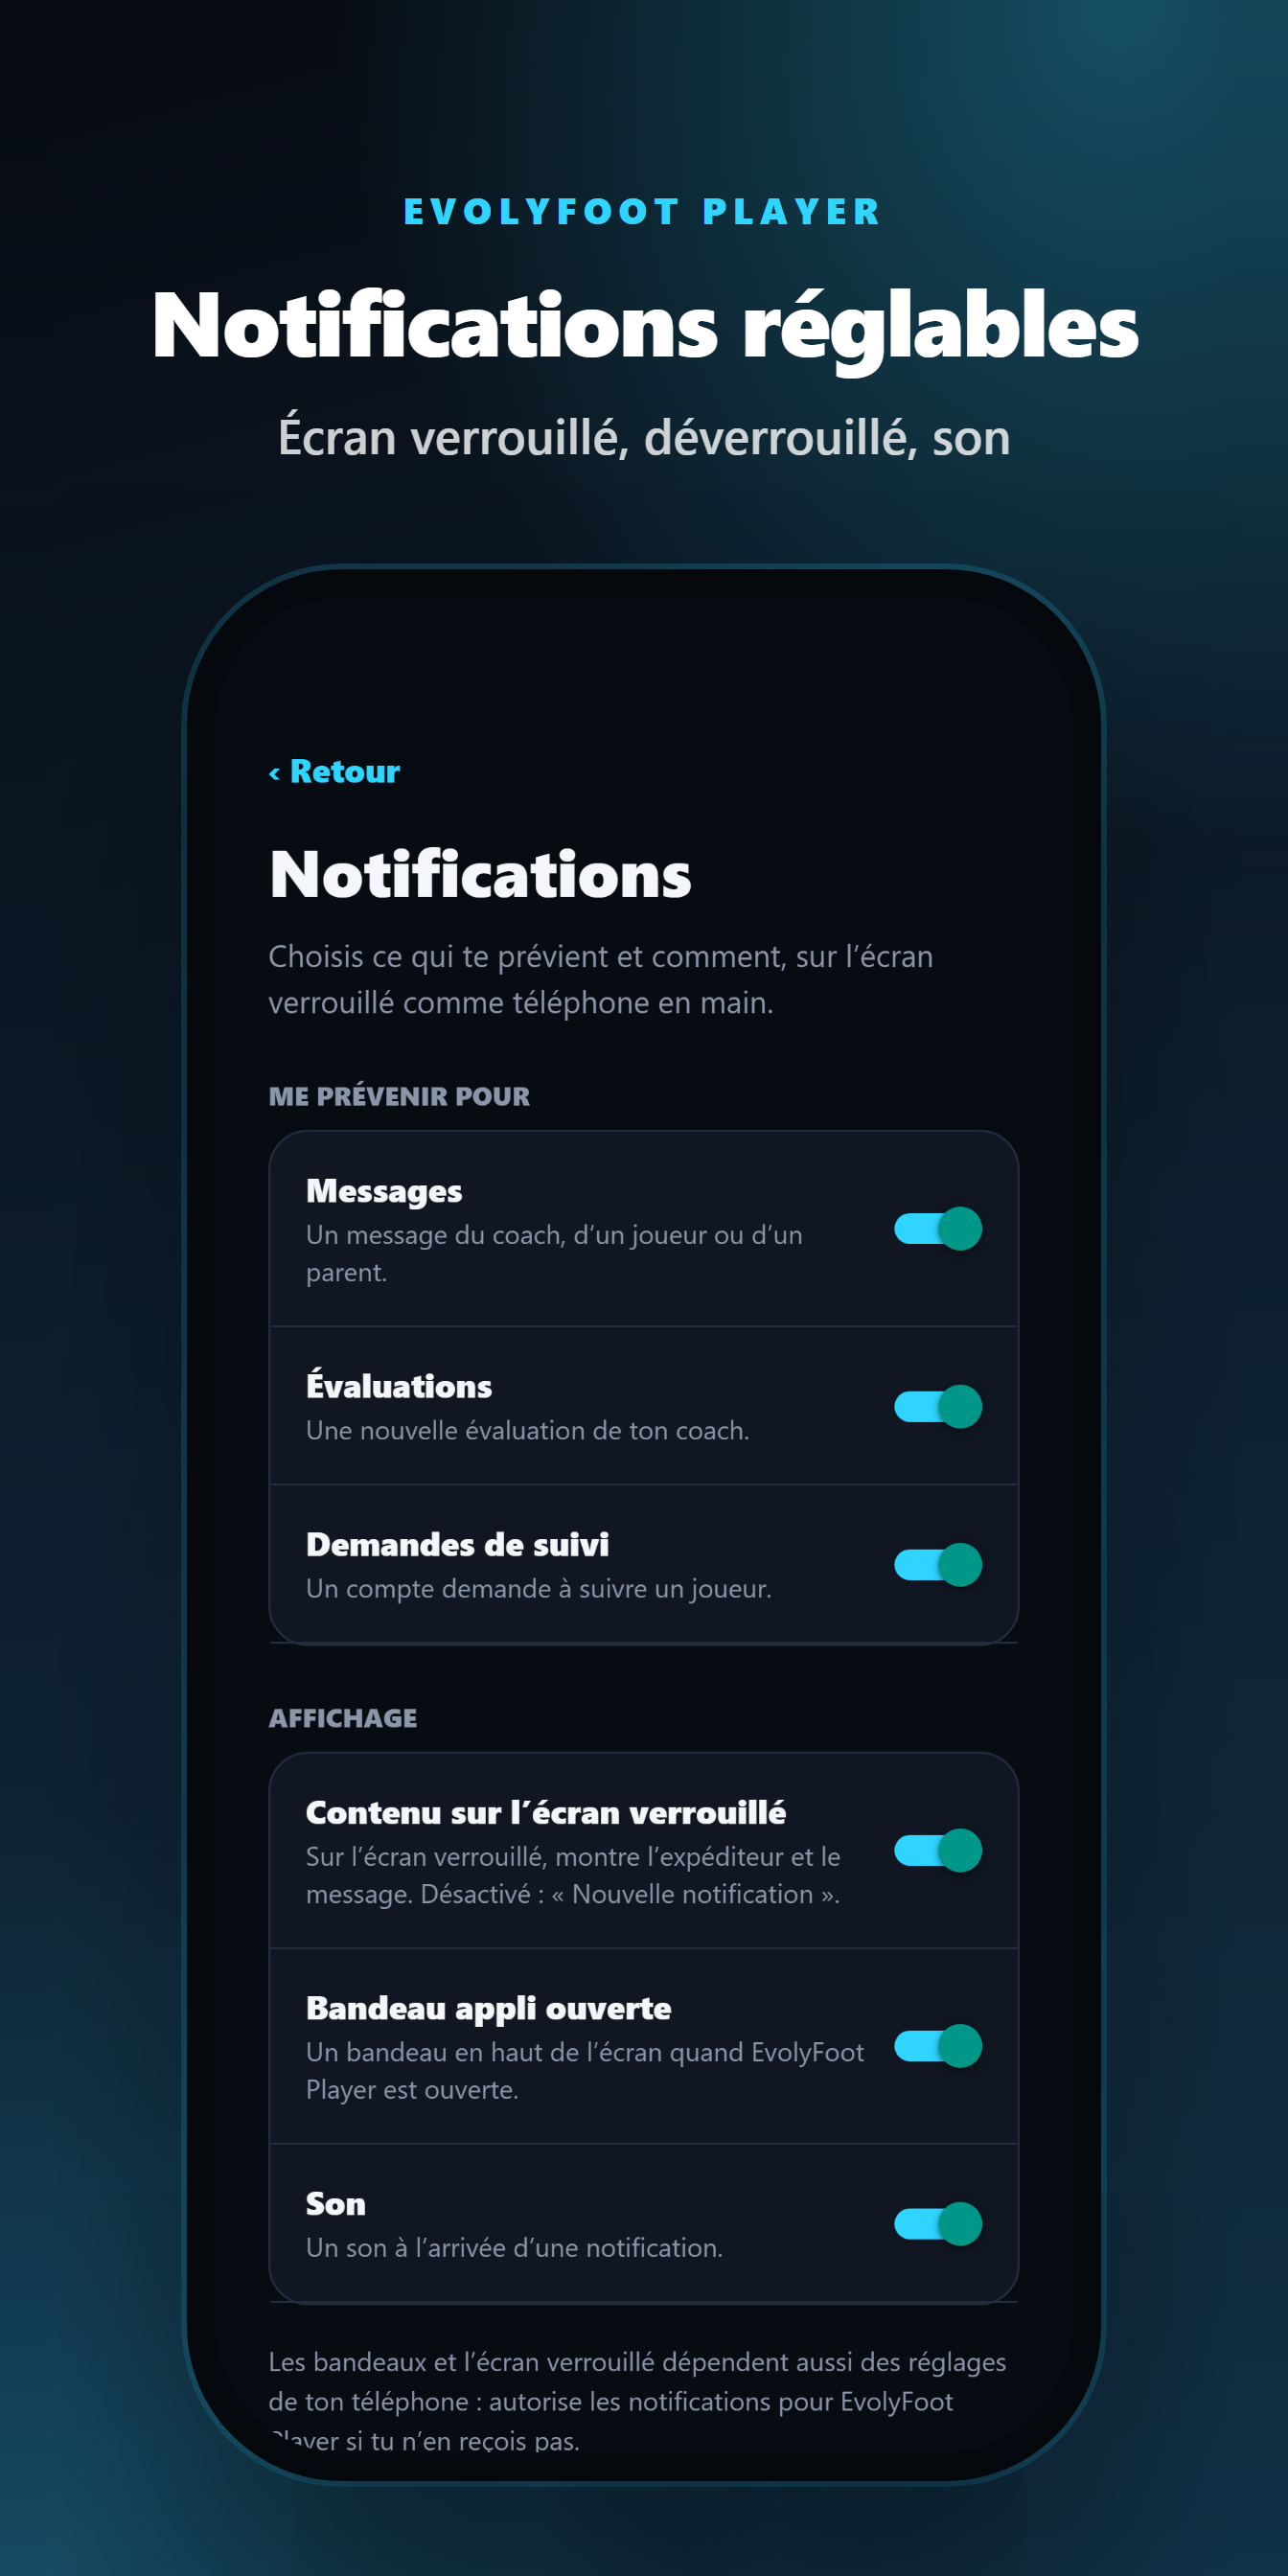 EVOLYFOOT PLAYER
Notifications réglables
Écran verrouillé, déverrouillé, son
‹ Retour
Notifications
Choisis ce qui te prévient et comment, sur l’écran
verrouillé comme téléphone en main.
ME PRÉVENIR POUR
Messages
Un message du coach, d’un joueur ou d’un
parent.
Évaluations
Une nouvelle évaluation de ton coach.
Demandes de suivi
Un compte demande à suivre un joueur.
AFFICHAGE
Contenu sur l’écran verrouillé
Sur l’écran verrouillé, montre l’expéditeur et le
message. Désactivé : « Nouvelle notification ».
Bandeau appli ouverte
Un bandeau en haut de l’écran quand EvolyFoot
Player est ouverte.
Son
Un son à l’arrivée d’une notification.
Les bandeaux et l’écran verrouillé dépendent aussi des réglages
de ton téléphone : autorise les notifications pour EvolyFoot
Player si tu n’en reçois pas.